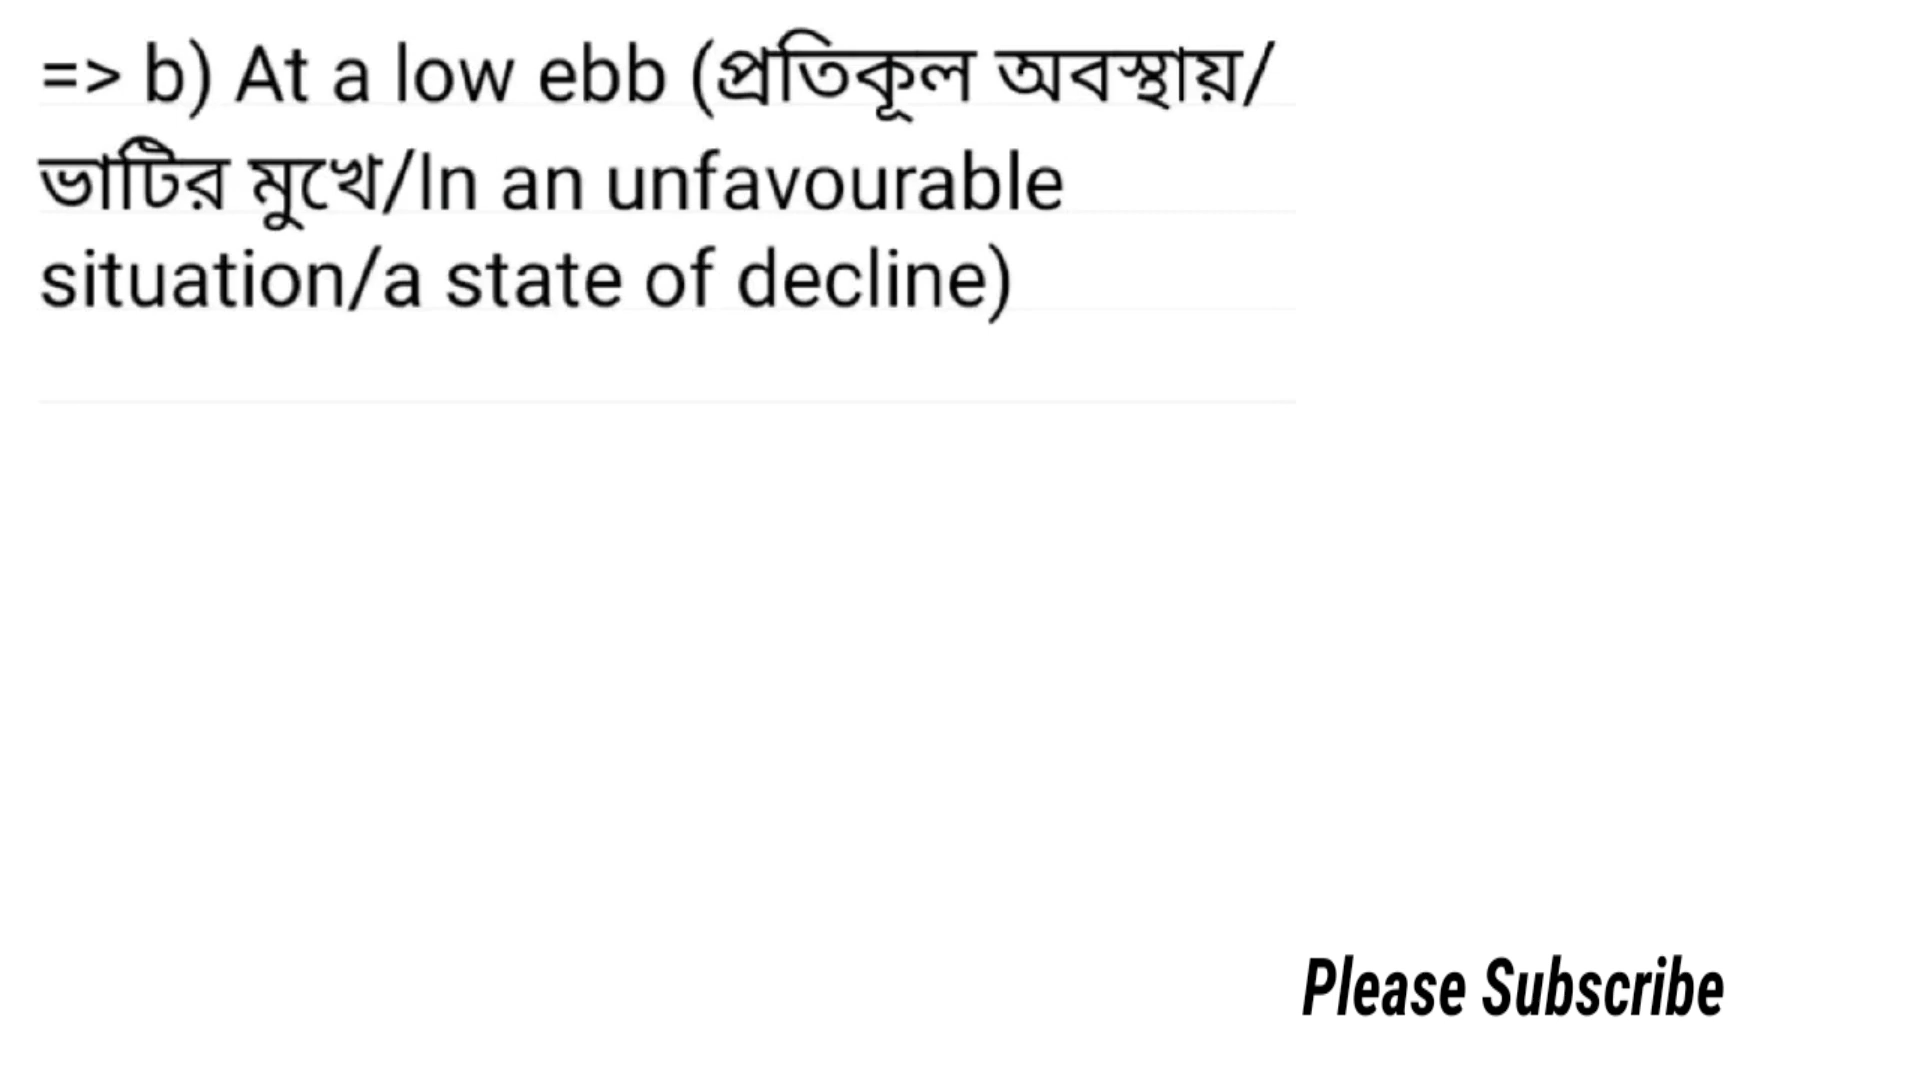 => b) At a low ebb (প্রতিকূল অবস্থায়/
ভাটির মুখে/In an unfavourable
situation/a state of decline)
Please Subscribe